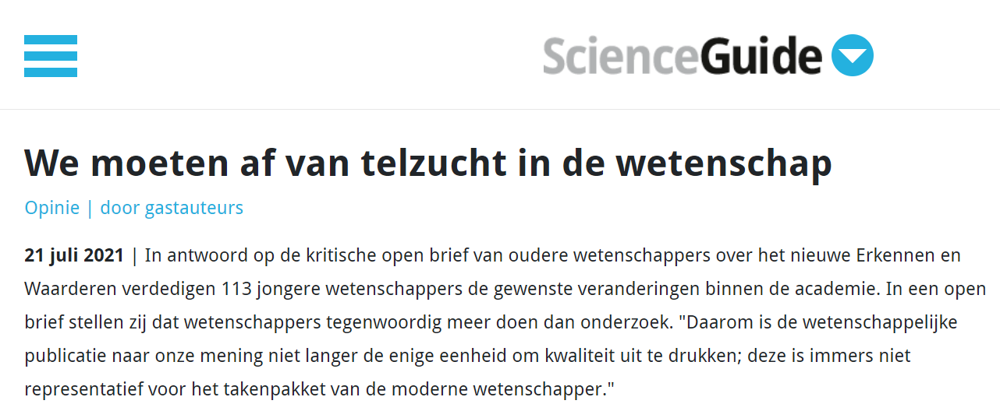 ScienceGuide
We moeten af van telzucht in de wetenschap
Opinie | door gastauteurs
21 juli 2021 | In antwoord op de kritische open brief van oudere wetenschappers over het nieuwe Erkennen en
Waarderen verdedigen 113 jongere wetenschappers de gewenste veranderingen binnen de academie. In een open
brief stellen zij dat wetenschappers tegenwoordig meer doen dan onderzoek. "Daarom is de wetenschappelijke
publicatie naar onze mening niet langer de enige eenheid om kwaliteit uit te drukken; deze is immers niet
representatief voor het takenpakket van de moderne wetenschapper."